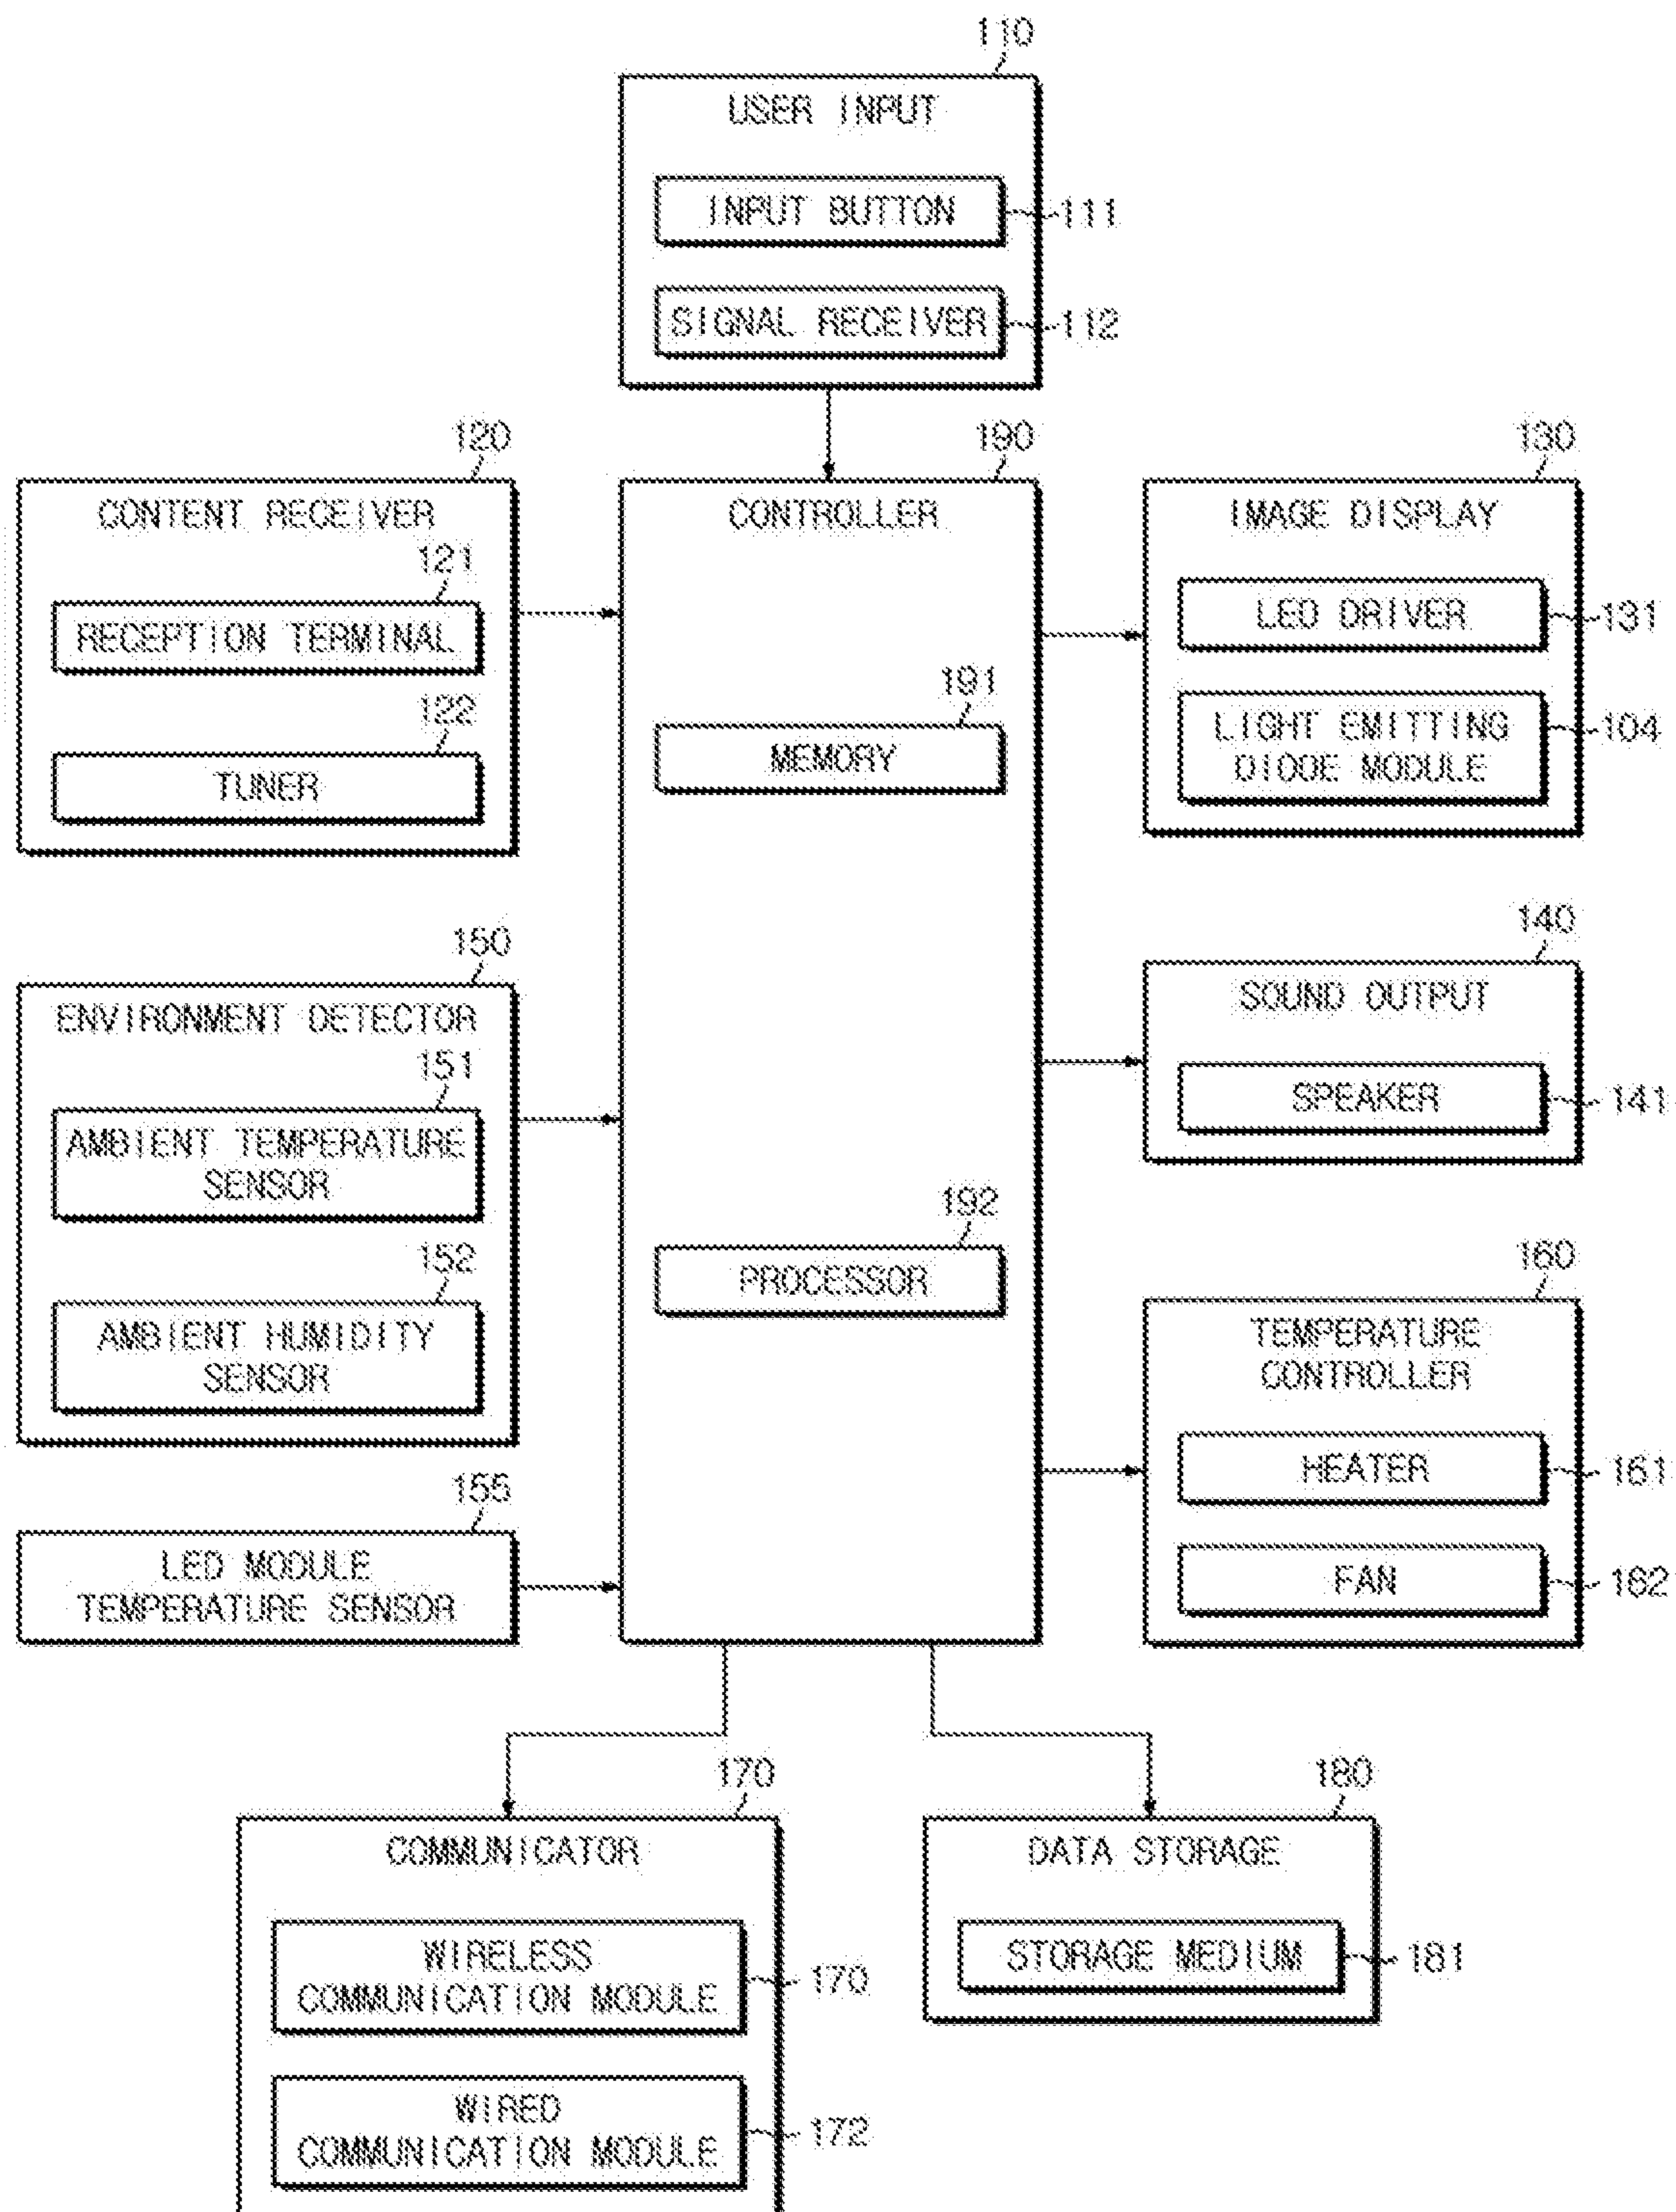 110
USER INPUT
INPUT BUTTON
111
SIGNAL RECEIVER
112
120
CONTENT RECEIVER
121
RECEPTION TERMINAL
122
TUNER
190
CONTROLLER
191
MEMORY
192
PROCESSOR
130
IMAGE DISPLAY
LED DRIVER
131
LIGHT EMITTING
DIODE MODULE
104
150
ENVIRONMENT DETECTOR
151
AMBIENT TEMPERATURE
SENSOR
152
AMBIENT HUMIDITY
SENSOR
140
SOUND OUTPUT
SPEAKER
141
155
LED MODULE
TEMPERATURE SENSOR
160
TEMPERATURE
CONTROLLER
HEATER
161
FAN
162
170
COMMUNICATOR
WIRELESS
COMMUNICATION MODULE
170
WIRED
COMMUNICATION MODULE
172
180
DATA STORAGE
STORAGE MEDIUM
181